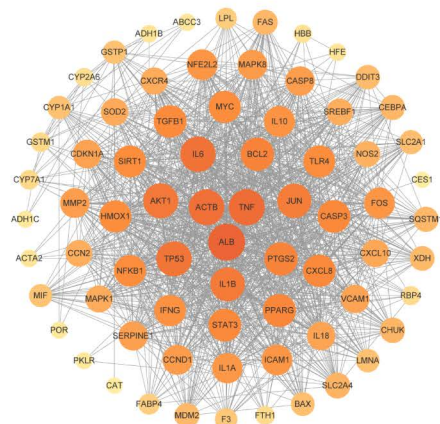 ABCC3
LPL
FAS
ADH1B
HBB
GSTP1
NFE2L2
MAPK8
HFE
CYP2A6
CXCR4
CASP8
DDIT3
CYP1A1
SOD2
TGFB1
MYC
IL10
SREBF1
CEBPA
GSTM1
CDKN1A
SIRT1
IL6
BCL2
TLR4
NOS2
SLC2A1
CYP7A1
CES1
MMP2
AKT1
ACTB
TNF
JUN
FOS
ADH1C
HMOX1
CASP3
SQSTM1
ACTA2
CCN2
TP53
ALB
PTGS2
CXCL10
XDH
NFKB1
IL1B
CXCL8
MIF
MAPK1
VCAM1
RBP4
POR
SERPINE1
IFNG
STAT3
PPARG
IL18
CHUK
PKLR
CCND1
IL1A
ICAM1
LMNA
CAT
SLC2A4
FABP4
MDM2
F3
FTH1
BAX